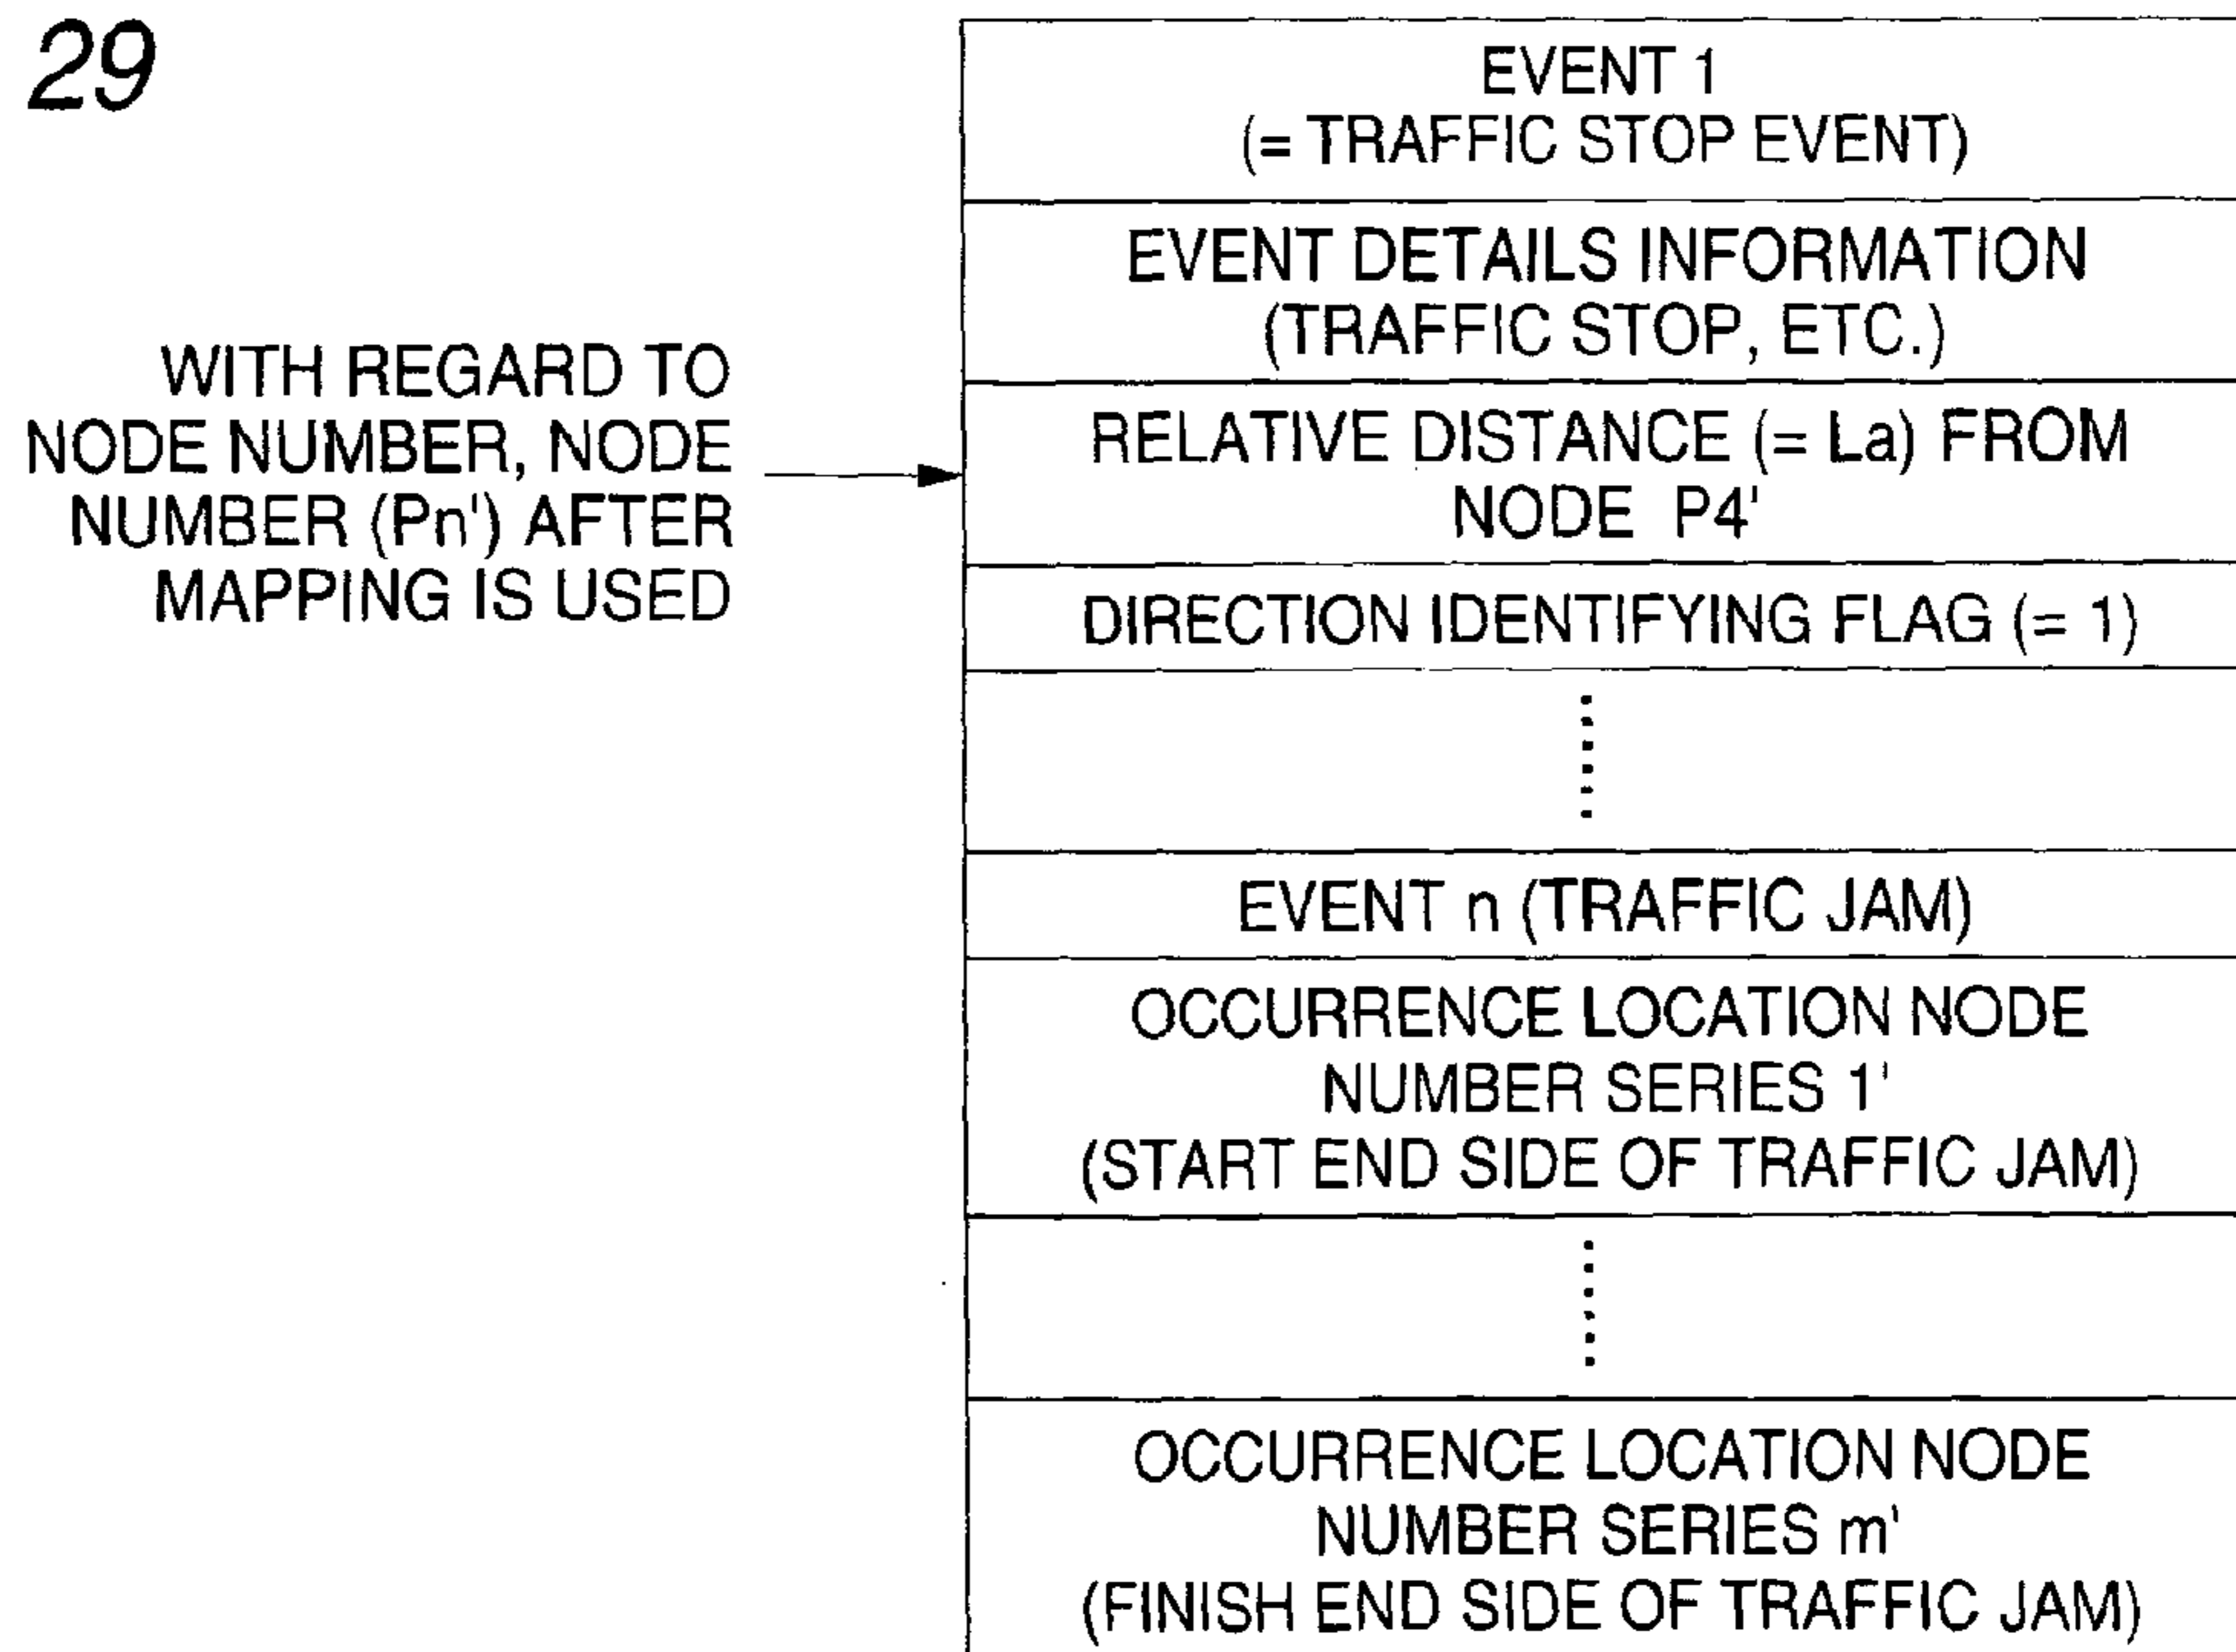 29
WITH REGARD TO
NODE NUMBER, NODE
NUMBER (Pn') AFTER
MAPPING IS USED
EVENT 1
(= TRAFFIC STOP EVENT)
EVENT DETAILS INFORMATION
(TRAFFIC STOP, ETC.)
RELATIVE DISTANCE (= La) FROM
NODE P4'
DIRECTION IDENTIFYING FLAG (= 1)
EVENT n (TRAFFIC JAM)
OCCURRENCE LOCATION NODE
NUMBER SERIES 1'
(START END SIDE OF TRAFFIC JAM)
OCCURRENCE LOCATION NODE
NUMBER SERIES m'
(FINISH END SIDE OF TRAFFIC JAM)